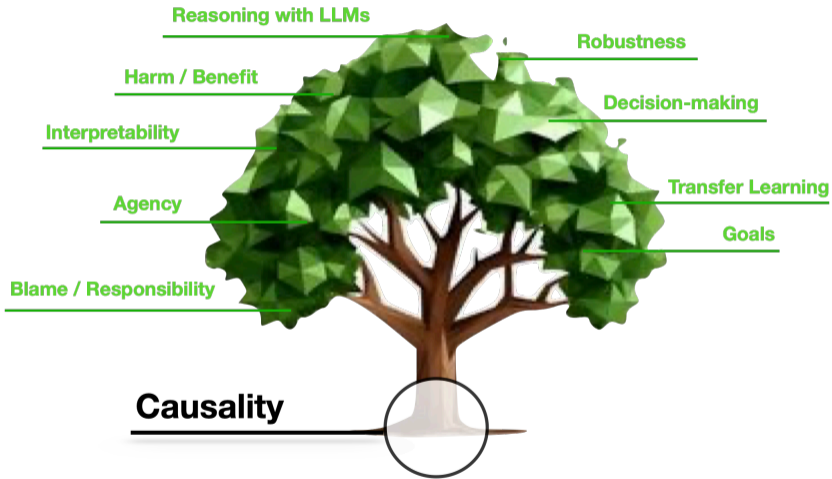 Reasoning with LLMs
Robustness
Harm / Benefit
Decision-making
Interpretability
Transfer Learning
Agency
Goals
Blame / Responsibility
Causality